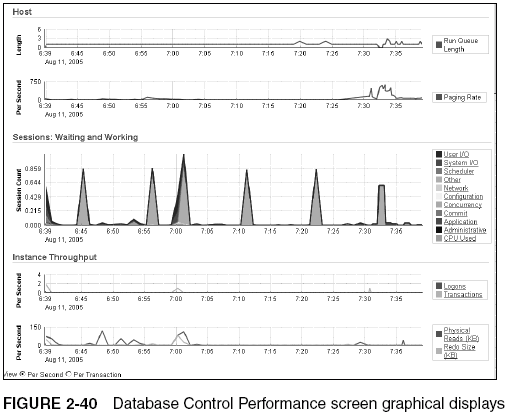 Host
Length
6
3
0
6:39 6:45 6:50 6:55 7:00 7:05 7:10 7:15 7:20 7:25 7:30 7:35
Aug 11, 2005
Run Queue
Length
Per Second
750
0
6:39 6:45 6:50 6:55 7:00 7:05 7:10 7:15 7:20 7:25 7:30 7:35
Aug 11, 2005
Paging Rate
Sessions: Waiting and Working
Session Count
0.859
0.644
0.429
0.215
0.000
6:39 6:45 6:50 6:55 7:00 7:05 7:10 7:15 7:20 7:25 7:30 7:35
Aug 11, 2005
User I/O
System I/O
Scheduler
Other
Network
Configuration
Concurrency
Commit
Application
Administrative
CPU Used
Instance Throughput
Per Second
4
2
0
6:39 6:45 6:50 6:55 7:00 7:05 7:10 7:15 7:20 7:25 7:30 7:35
Aug 11, 2005
Logons
Transactions
Per Second
150
0
6:39 6:45 6:50 6:55 7:00 7:05 7:10 7:15 7:20 7:25 7:30 7:35
Aug 11, 2005
Physical
Reads (KB)
Redo Size
(KB)
iew Per Second Per Transaction
FIGURE 2-40 Database Control Performance screen graphical displays